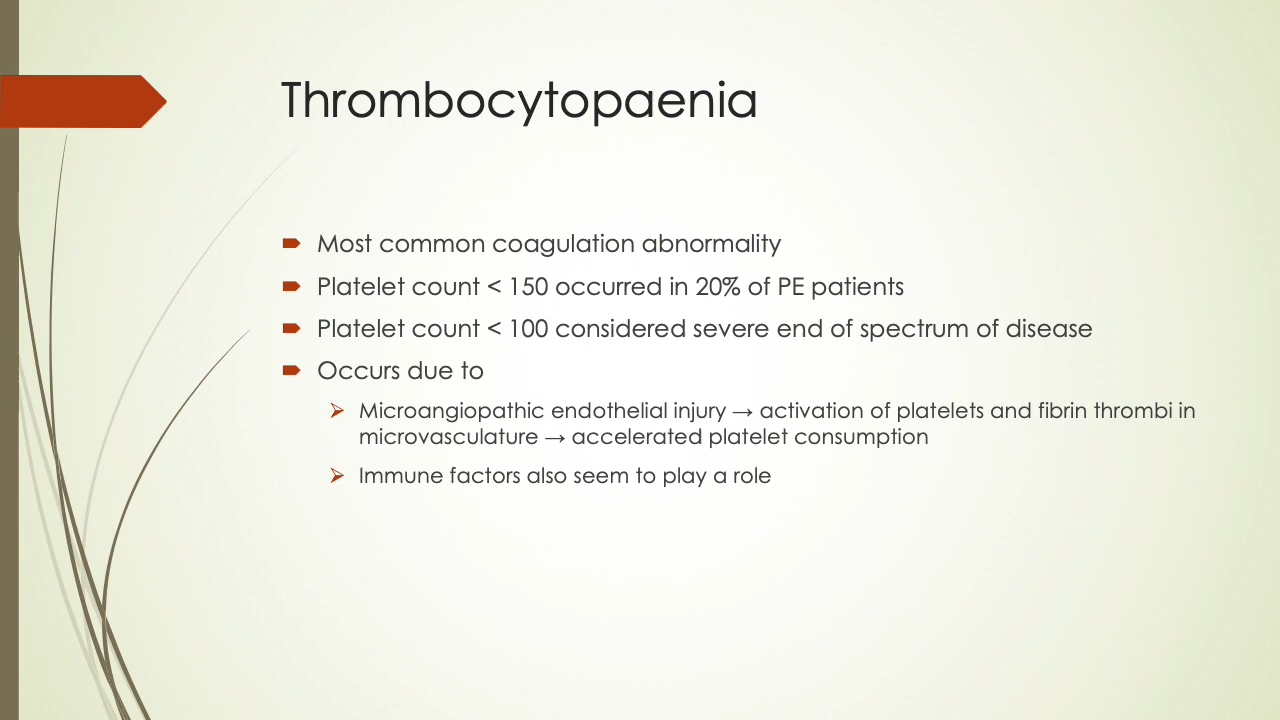 Thrombocytopaenia
Most common coagulation abnormality
Platelet count < 150 occurred in 20% of PE patients
Platelet count < 100 considered severe end of spectrum of disease
Occurs due to
Microangiopathic endothelial injury → activation of platelets and fibrin thrombi in
microvasculature → accelerated platelet consumption
Immune factors also seem to play a role